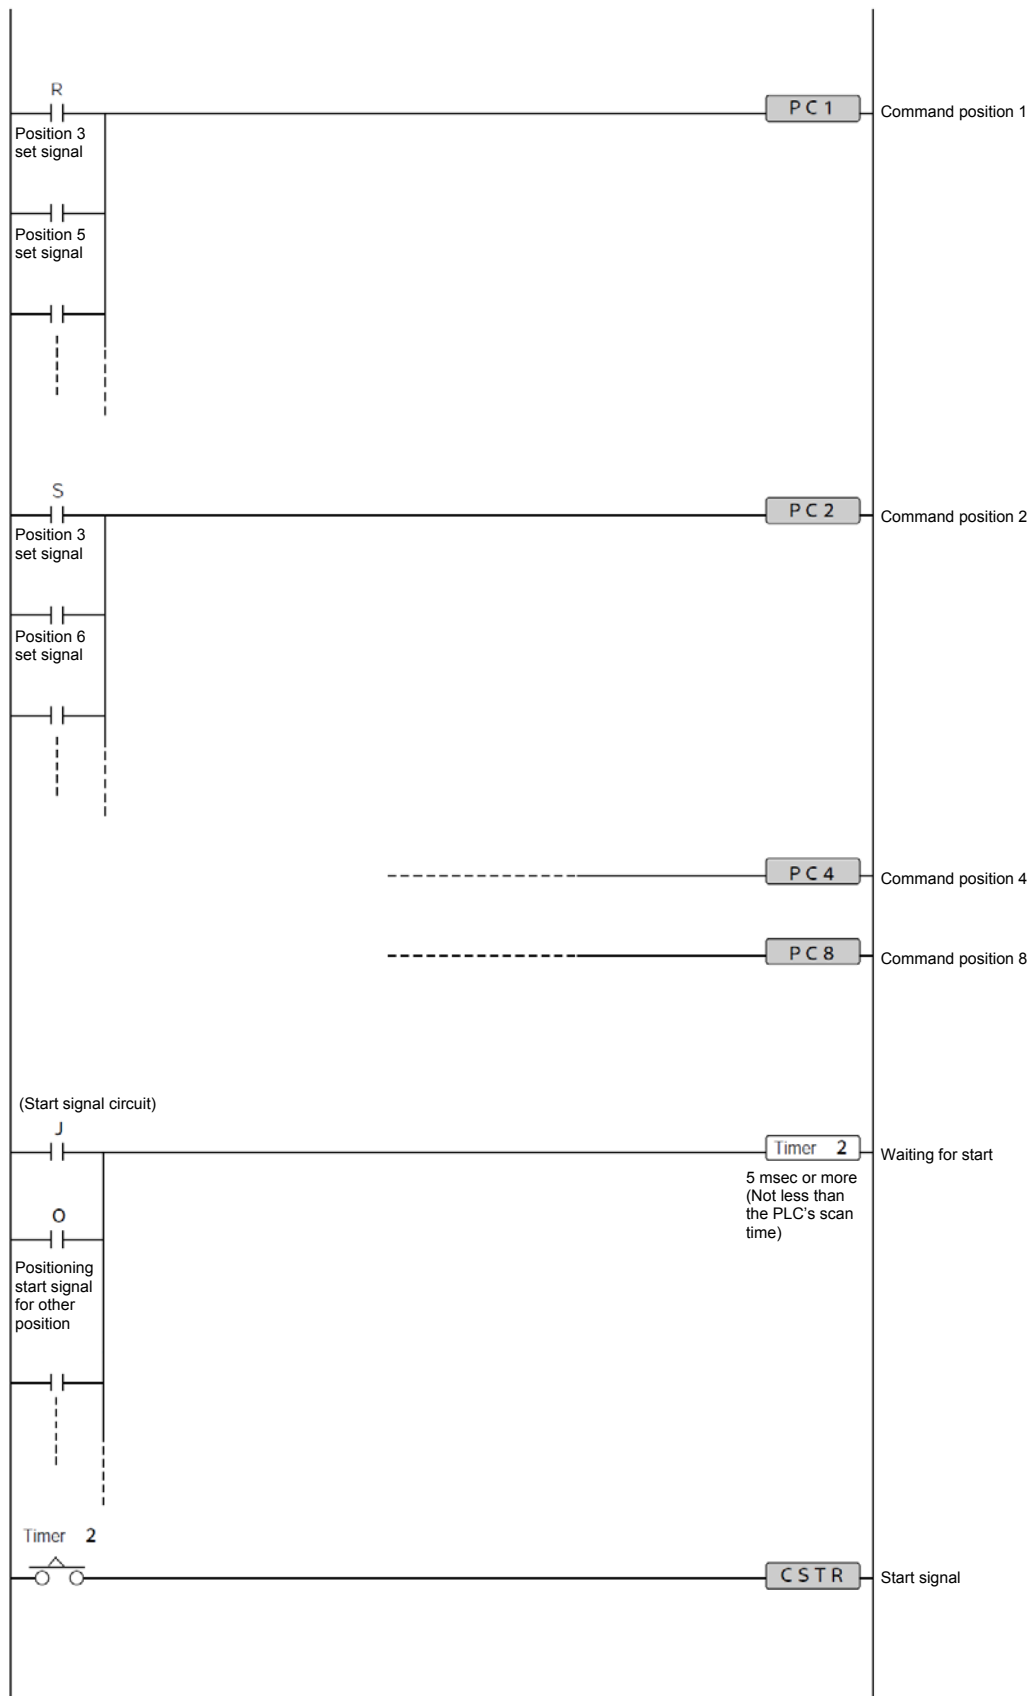 R
PC1
Command position 1
Position 3
set signal
Position 5
set signal
S
PC2
Command position 2
Position 3
set signal
Position 6
set signal
PC4
Command position 4
PC8
Command position 8
(Start signal circuit)
J
Timer 2
Waiting for start
5 msec or more
(Not less than
the PLC’s scan
time)
O
Positioning
start signal
for other
position
Timer 2
CSTR
Start signal